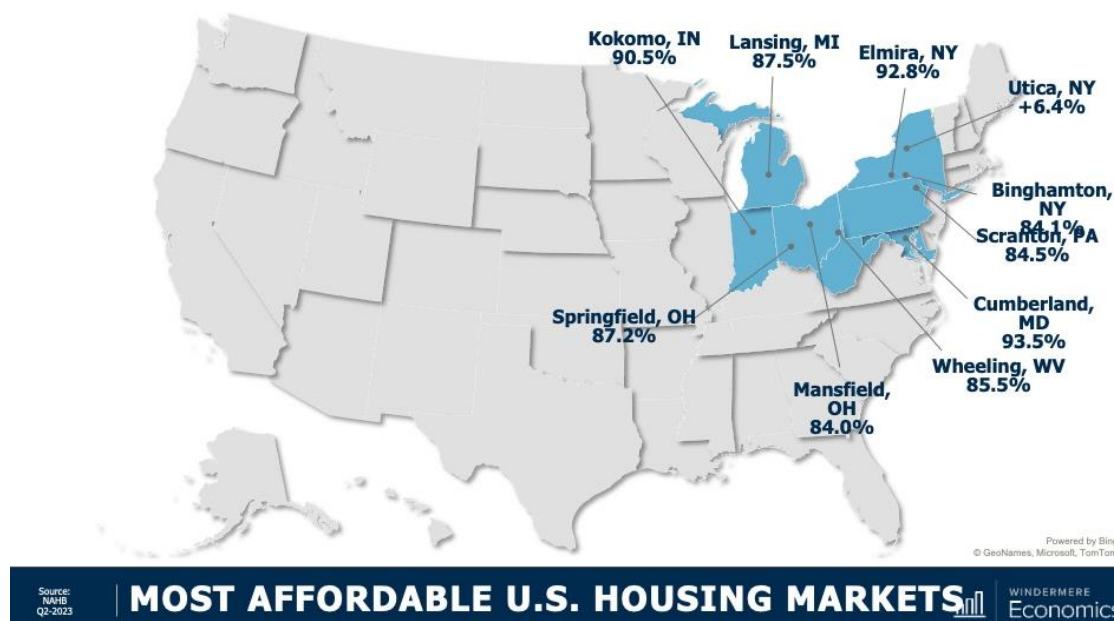 Kokomo, IN
90.5%
Lansing, MI
87.5%
Elmira, NY
92.8%
Utica, NY
+6.4%
Binghamton,
NY
84.1%
Scranton, PA
84.5%
Cumberland,
MD
93.5%
Springfield, OH
87.2%
Wheeling, WV
85.5%
Mansfield,
OH
84.0%
Powered by Bing
© GeoNames, Microsoft, TomTom
Source:
NAHB
Q2-2023
MOST AFFORDABLE U.S. HOUSING MARKETS
WINDERMERE
Economics